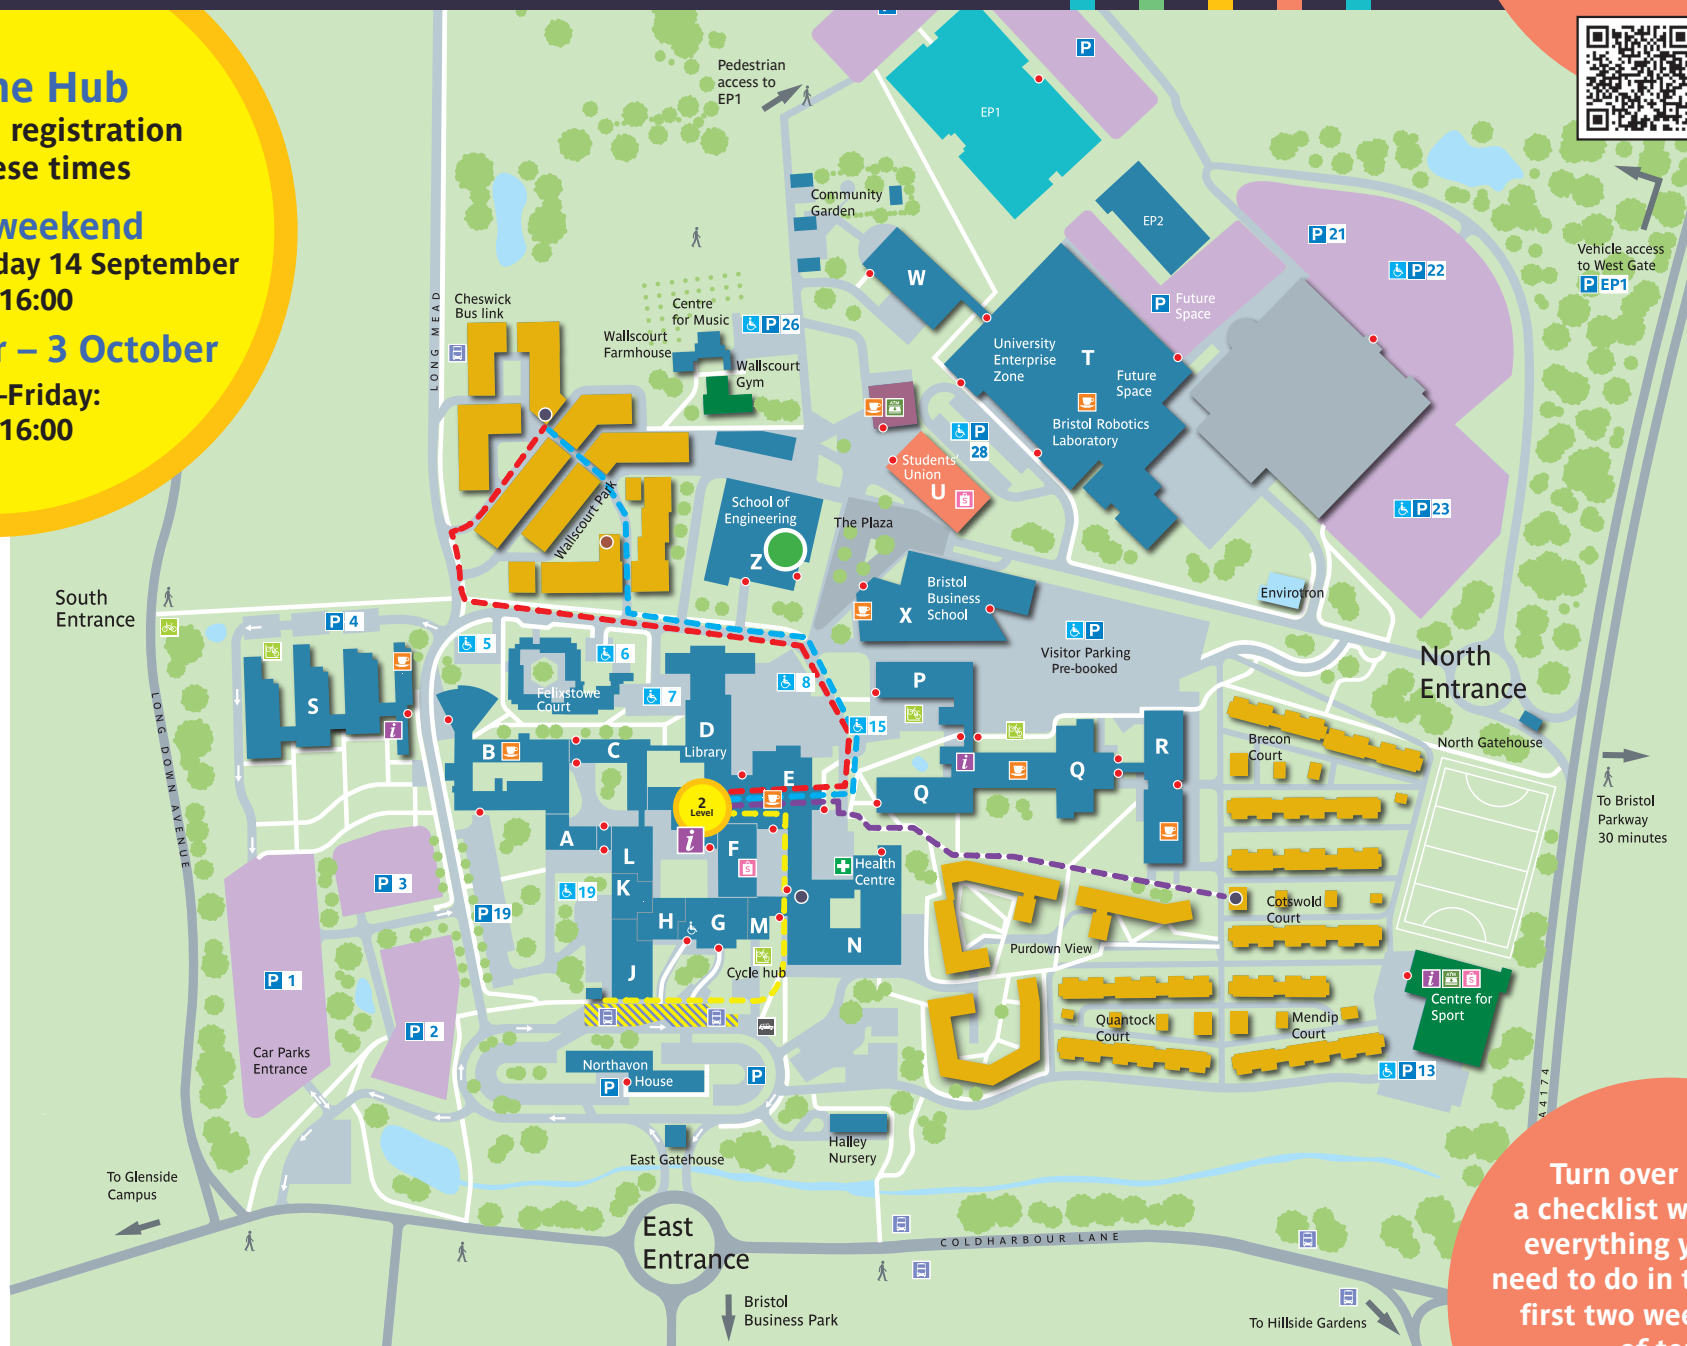 ne Hub
registration
ese times
weekend
day 14 September
16:00
r – 3 October
-Friday:
16:00
Pedestrian
access to
EP1
P
EP1
EP2
Community
Garden
P 21
P 22
Vehicle access
to West Gate
P EP1
W
P
Future
Space
Cheswick
Bus link
LONG MEAD
Centre
for Music
Wallscourt
Farmhouse
P 26
Wallscourt
Gym
University
Enterprise
Zone
T
Future
Space
Bristol Robotics
Laboratory
ATM
P
28
Students'
Union
U
P 23
Wallscourt Park
School of
Engineering
Z
The Plaza
Bristol
Business
School
X
Envirotron
South
Entrance
P 4
5
6
7
8
15
P
Visitor Parking
Pre-booked
North
Entrance
North Gatehouse
Felixstowe
Court
S
LONG DOWN AVENUE
B
C
D
Library
E
P
Q
Q
R
Brecon
Court
To Bristol
Parkway
30 minutes
2
Level
A
L
K
F
Health
Centre
P 3
P 19
19
H
G
M
N
J
Cycle hub
Purdown View
Cotswold
Court
P 1
P 2
Car Parks
Entrance
Northavon
House
P
P
Quantock
Court
Mendip
Court
ATM
Centre for
Sport
P 13
A4174
Halley
Nursery
East Gatehouse
To Glenside
Campus
East
Entrance
COLDHARBOUR LANE
Bristol
Business Park
To Hillside Gardens
Turn over
a checklist w
everything y
need to do in t
first two wee